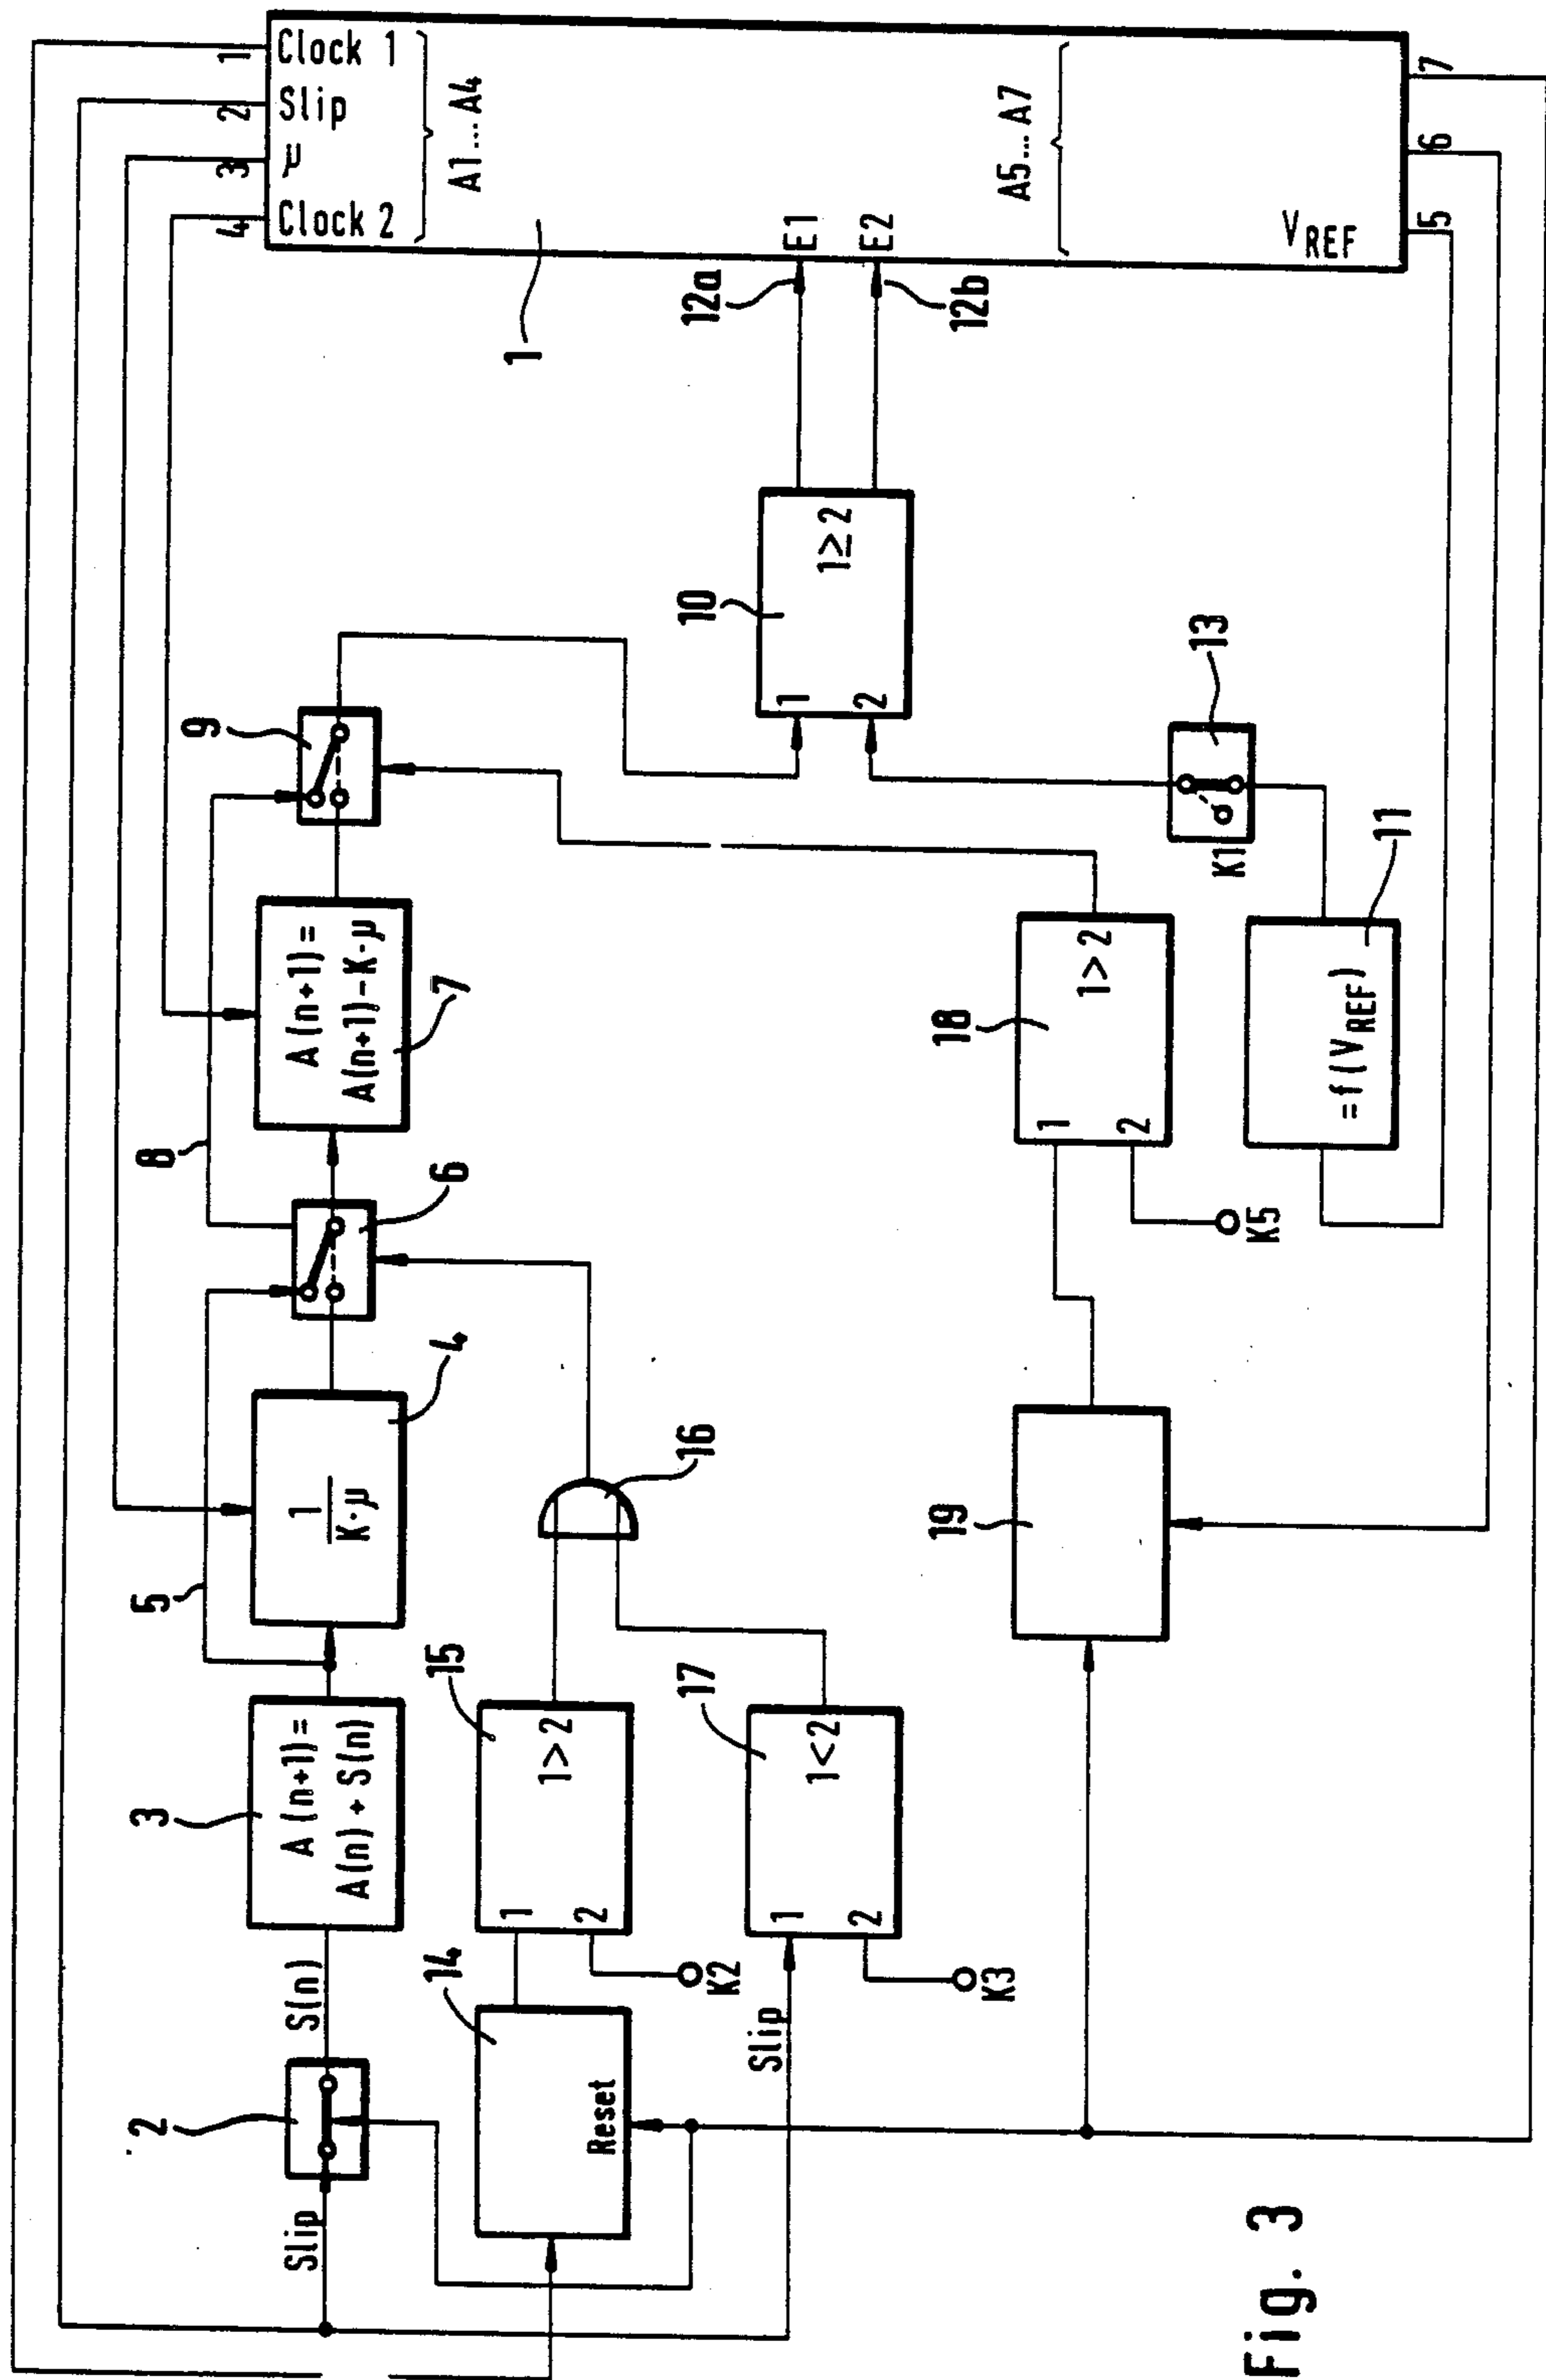 1
Clock 1
2
Slip
3
μ
4
Clock 2
A1...A4
1
12a
E1
12b
E2
A5...A7
VREF
5
6
7
Slip
2
S(n)
3
A(n+1)=
A(n)+S(n)
5
4
1
K·μ
6
8
7
A(n+1)=
A(n+1)-K·μ
9
10
1
2
1≥2
14
Reset
15
1
2
1>2
K2
16
Slip
17
1
2
1<2
K3
19
18
1
2
1>2
K5
13
K1
11
=f(VREF)
Fig. 3